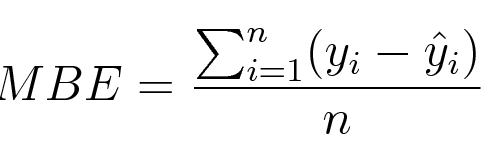 MBE = \frac{\sum_{i=1}^{n}(y_i - \hat{y}_i)}{n}